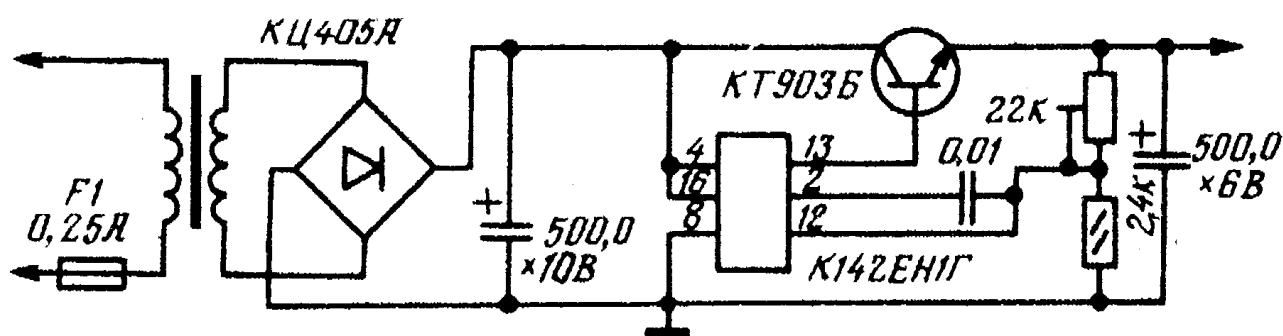 КЦ405А
КТ903Б
22к
0,01
4
16
8
13
2
12
500,0
×6В
2,4к
F1
0,25А
500,0
×10В
К142ЕН1Г